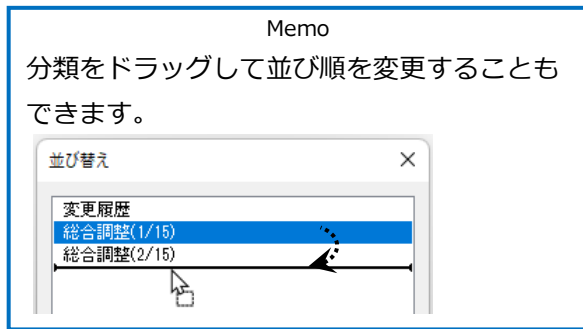 Memo
分類をドラッグして並び順を変更することも
できます。
並び替え
変更履歴
総合調整(1/15)
総合調整(2/15)